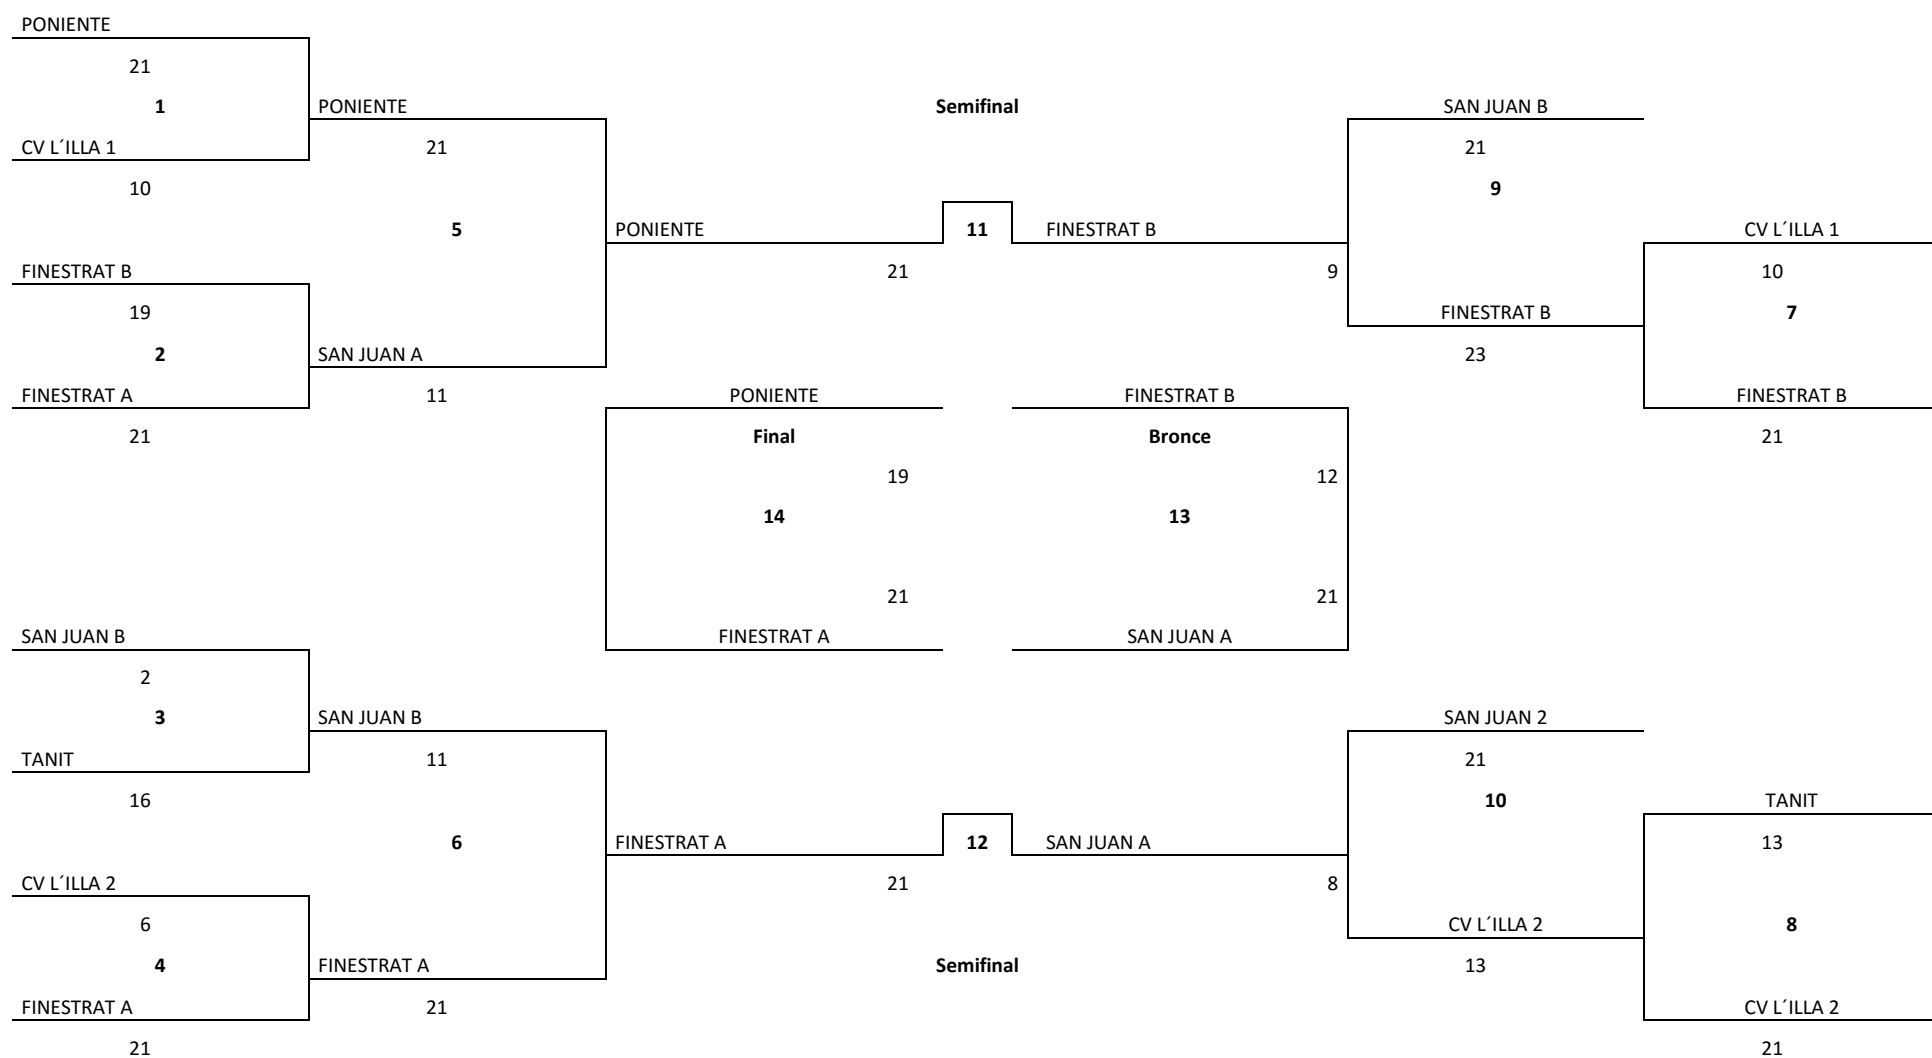 PONIENTE
21
1 PONIENTE Semifinal SAN JUAN B
CV L´ILLA 1 21 21
10 9
5 PONIENTE 11 FINESTRAT B CV L´ILLA 1
FINESTRAT B 21 9 10
19 FINESTRAT B 7
2 SAN JUAN A 23
FINESTRAT A 11 PONIENTE FINESTRAT B FINESTRAT B
21 Final Bronce 21
19 12
14 13
21 21
SAN JUAN B FINESTRAT A SAN JUAN A
2
3 SAN JUAN B SAN JUAN 2
TANIT 11 21
16 10 TANIT
6 FINESTRAT A 12 SAN JUAN A 13
CV L´ILLA 2 21 8
6 CV L´ILLA 2 8
4 FINESTRAT A Semifinal 13
FINESTRAT A 21 CV L´ILLA 2
21 21